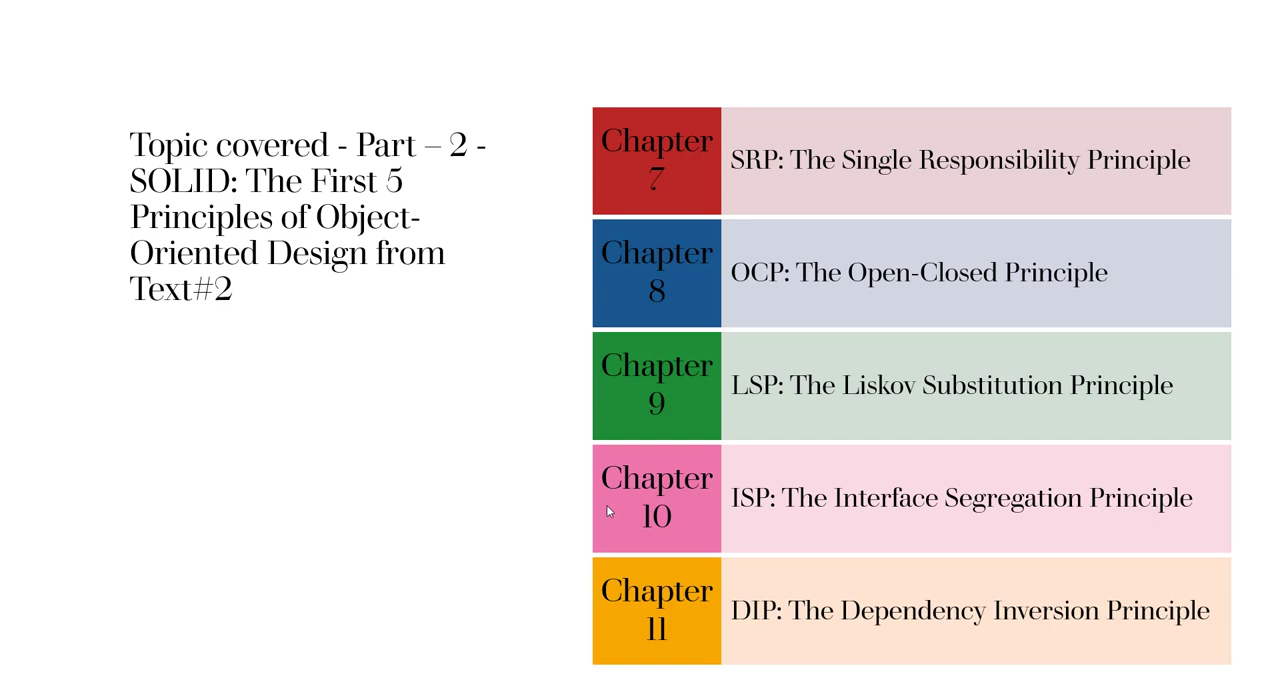 Topic covered - Part – 2 -
SOLID: The First 5
Principles of Object-
Oriented Design from
Text#2
Chapter
7
SRP: The Single Responsibility Principle
Chapter
8
OCP: The Open-Closed Principle
Chapter
9
LSP: The Liskov Substitution Principle
Chapter
10
ISP: The Interface Segregation Principle
Chapter
11
DIP: The Dependency Inversion Principle